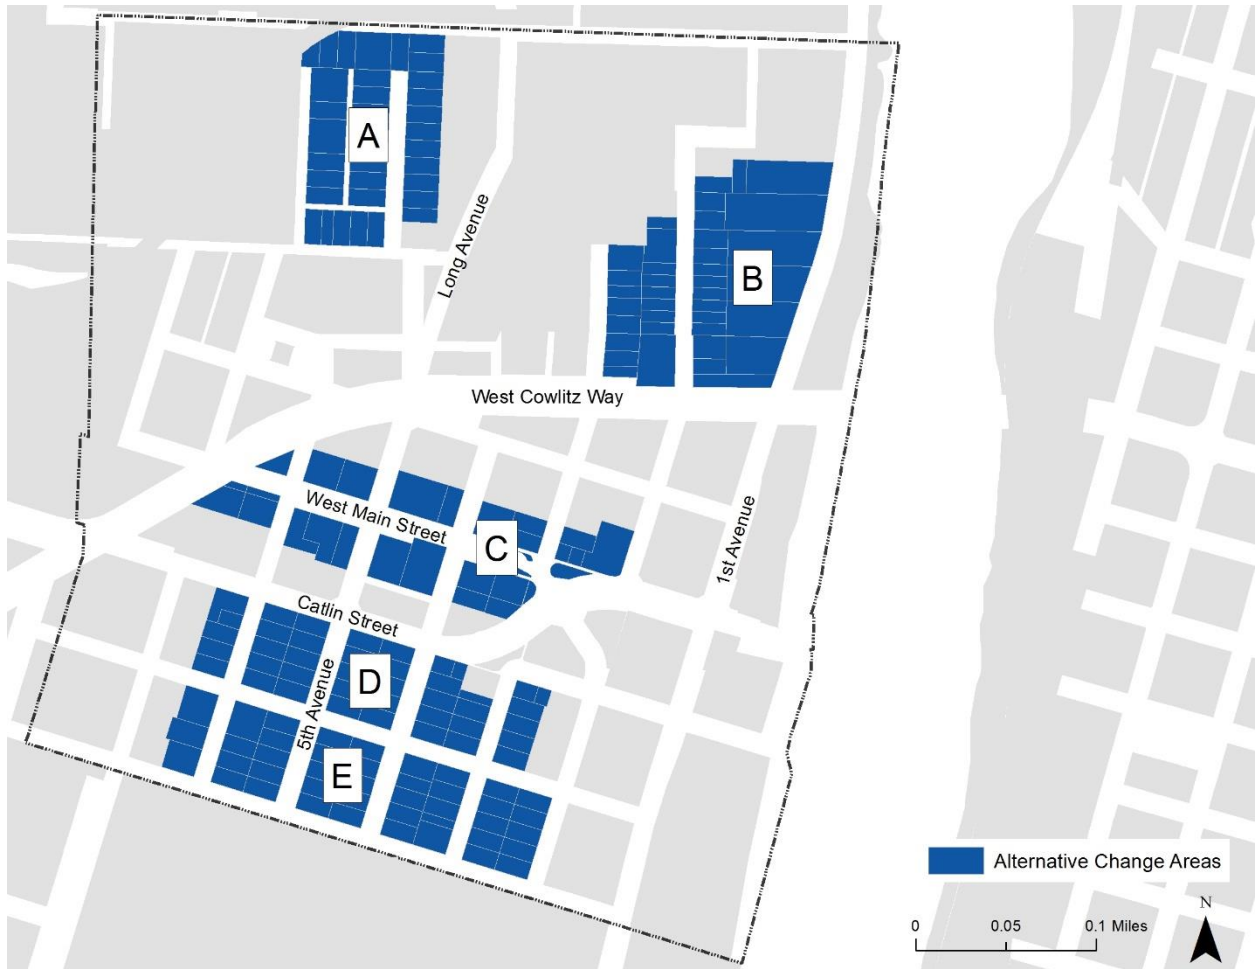 A
Long Avenue
B
West Cowlitz Way
West Main Street
C
1st Avenue
Catlin Street
D
5th Avenue
E
Alternative Change Areas
N
0 0.05 0.1 Miles